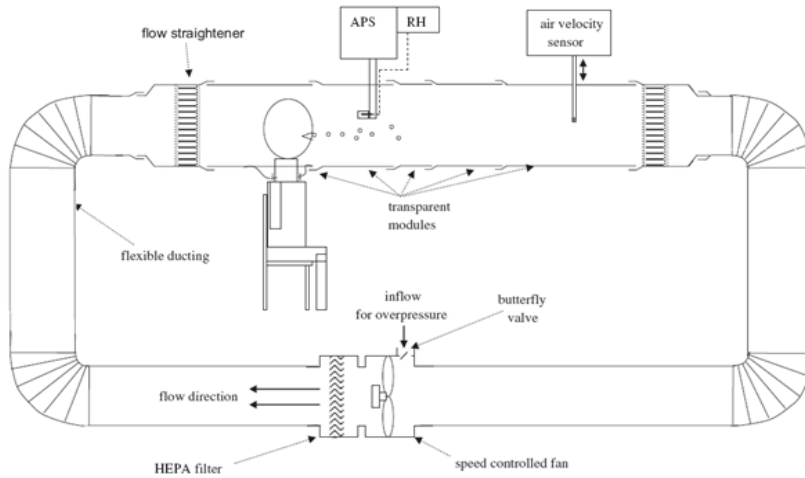 flow straightener
APS
RH
air velocity
sensor
transparent
modules
flexible ducting
inflow
for overpressure
butterfly
valve
flow direction
HEPA filter
speed controlled fan